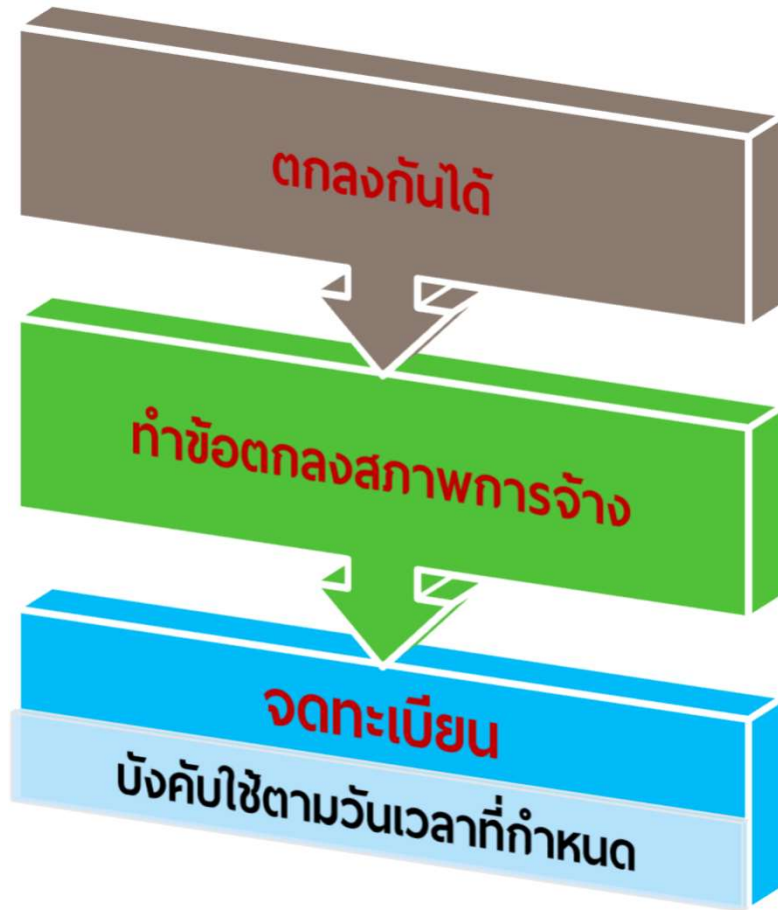 ตกลงกันได้
ทำข้อตกลงสภาพการจ้าง
จดทะเบียน
บังคับใช้ตามวันเวลาที่กำหนด